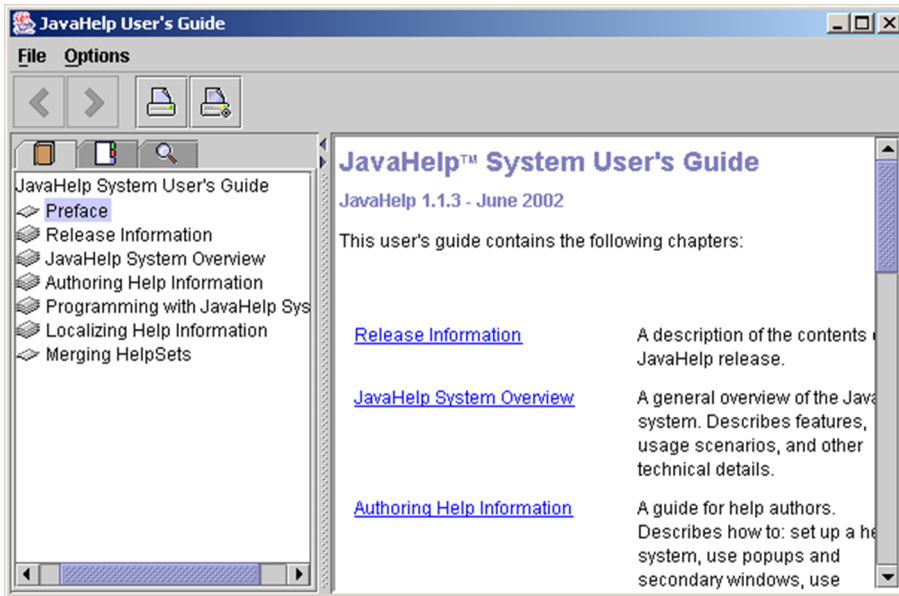 JavaHelp User's Guide
File Options
JavaHelp System User's Guide
Preface
Release Information
JavaHelp System Overview
Authoring Help Information
Programming with JavaHelp Sys
Localizing Help Information
Merging HelpSets
JavaHelp™ System User's Guide
JavaHelp 1.1.3 - June 2002
This user's guide contains the following chapters:
Release Information
A description of the contents
JavaHelp release.
JavaHelp System Overview
A general overview of the Java
system. Describes features,
usage scenarios, and other
technical details.
Authoring Help Information
A guide for help authors.
Describes how to: set up a he
system, use popups and
secondary windows, use